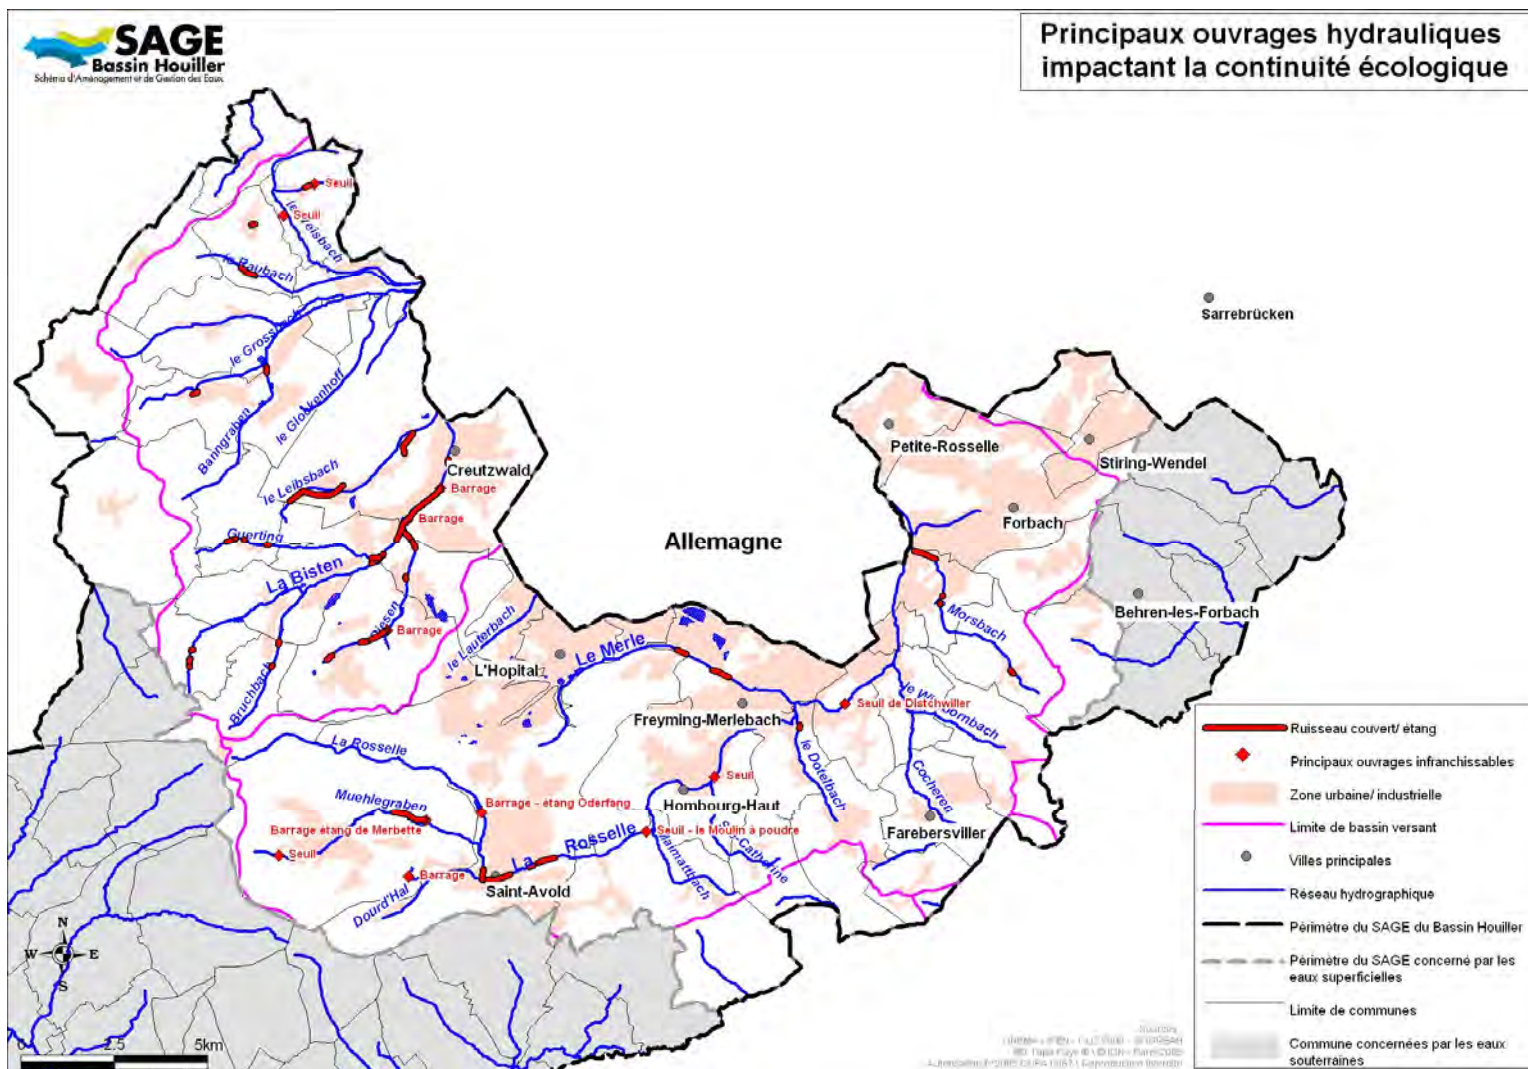 SAGE
Bassin Houiller
Schéma d'Aménagement et de Gestion des Eaux
Principaux ouvrages hydrauliques
impactant la continuité écologique
Seuil
Seuil
le Weisbach
le Raubach
Sarrebrücken
le Grossbach
le Glockenhoff
Banngraben
Petite-Rosselle
Stiring-Wendel
Creutzwald
le Leibsbach
Barrage
Barrage
Forbach
Guerting
Allemagne
La Bisten
Behren-les-Forbach
Morsbach
Diesen
Barrage
le Lauterbach
Le Merle
L'Hopital
Bruchbach
Freyming-Merlebach
Seuil de Distchwiller
La Rosselle
le Dotelbach
Cocheren
Seuil
Muehlegraben
Hombourg-Haut
Barrage - étang Oderfang
Barrage étang de Merbette
La Rosselle
Seuil - le Moulin à poudre
Farebersviller
Seuil
Barrage
Saint-Avold
Dourd'Hal
Ruisseau couvert/ étang
Principaux ouvrages infranchissables
Zone urbaine/ industrielle
Limite de bassin versant
Villes principales
Réseau hydrographique
Périmètre du SAGE du Bassin Houiller
Périmètre du SAGE concerné par les
eaux superficielles
Limite de communes
Commune concernées par les eaux
souterraines
N
W
E
S
0
2.5
5km